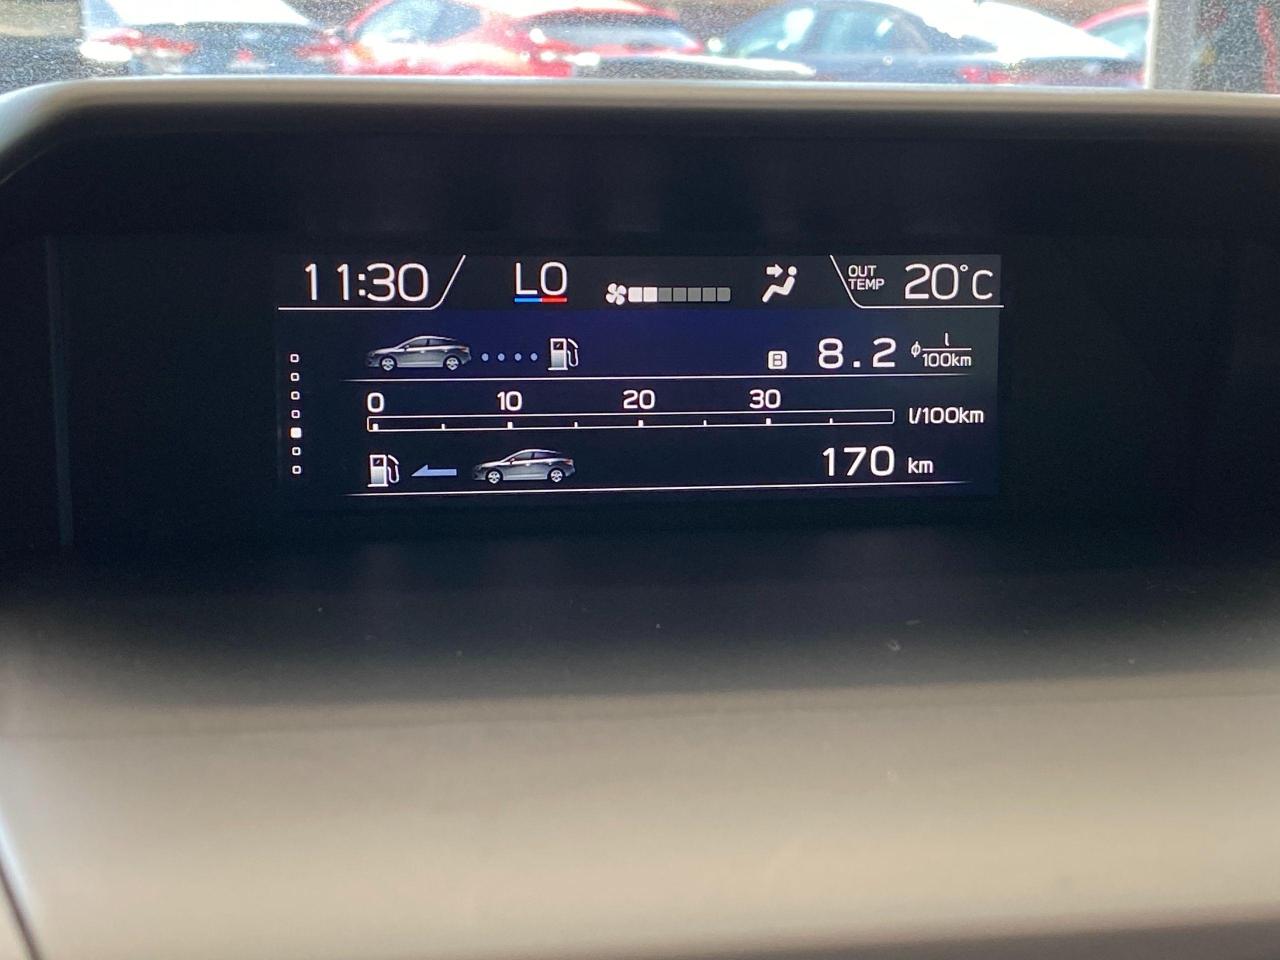 11:30
LO
OUT TEMP 20°C
B 8.2 ϕ l/100km
0 10 20 30 l/100km
170 km